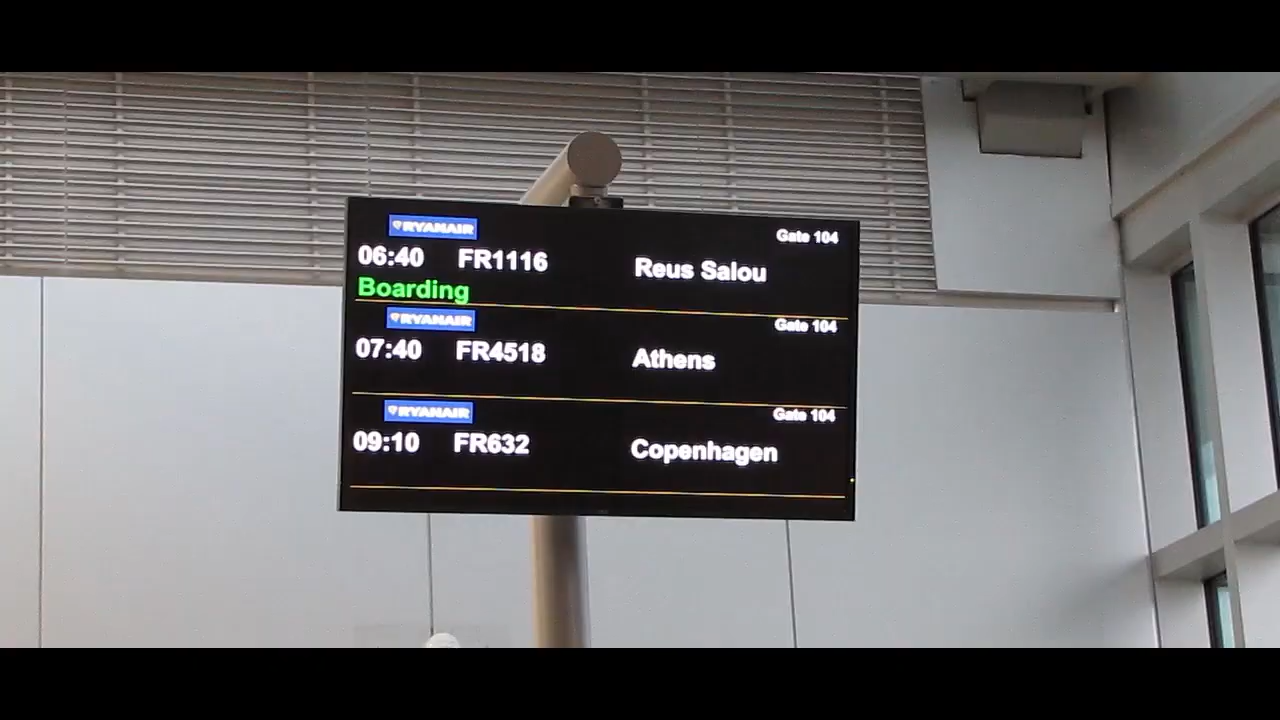 RYANAIR
Gate 104
06:40 FR1116 Reus Salou
Boarding
RYANAIR
Gate 104
07:40 FR4518 Athens
RYANAIR
Gate 104
09:10 FR632 Copenhagen